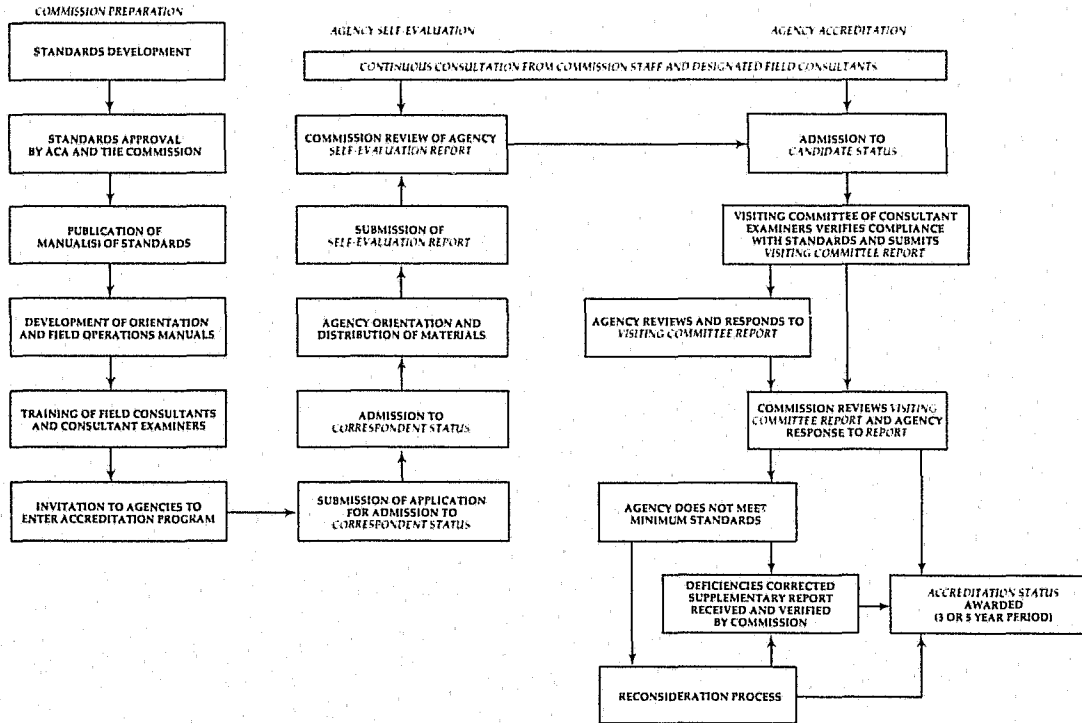 COMMISSION PREPARATION
STANDARDS DEVELOPMENT
STANDARDS APPROVAL
BY ACA AND THE COMMISSION
PUBLICATION OF
MANUAL(S) OF STANDARDS
DEVELOPMENT OF ORIENTATION
AND FIELD OPERATIONS MANUALS
TRAINING OF FIELD CONSULTANTS
AND CONSULTANT EXAMINERS
INVITATION TO AGENCIES TO
ENTER ACCREDITATION PROGRAM
AGENCY SELF-EVALUATION
AGENCY ACCREDITATION
CONTINUOUS CONSULTATION FROM COMMISSION STAFF AND DESIGNATED FIELD CONSULTANTS
COMMISSION REVIEW OF AGENCY
SELF-EVALUATION REPORT
SUBMISSION OF
SELF-EVALUATION REPORT
AGENCY ORIENTATION AND
DISTRIBUTION OF MATERIALS
ADMISSION TO
CORRESPONDENT STATUS
SUBMISSION OF APPLICATION
FOR ADMISSION TO
CORRESPONDENT STATUS
ADMISSION TO
CANDIDATE STATUS
VISITING COMMITTEE OF CONSULTANT
EXAMINERS VERIFIES COMPLIANCE
WITH STANDARDS AND SUBMITS
VISITING COMMITTEE REPORT
AGENCY REVIEWS AND RESPONDS TO
VISITING COMMITTEE REPORT
COMMISSION REVIEWS VISITING
COMMITTEE REPORT AND AGENCY
RESPONSE TO REPORT
AGENCY DOES NOT MEET
MINIMUM STANDARDS
DEFICIENCIES CORRECTED
SUPPLEMENTARY REPORT
RECEIVED AND VERIFIED
BY COMMISSION
ACCREDITATION STATUS
AWARDED
(3 OR 5 YEAR PERIOD)
RECONSIDERATION PROCESS